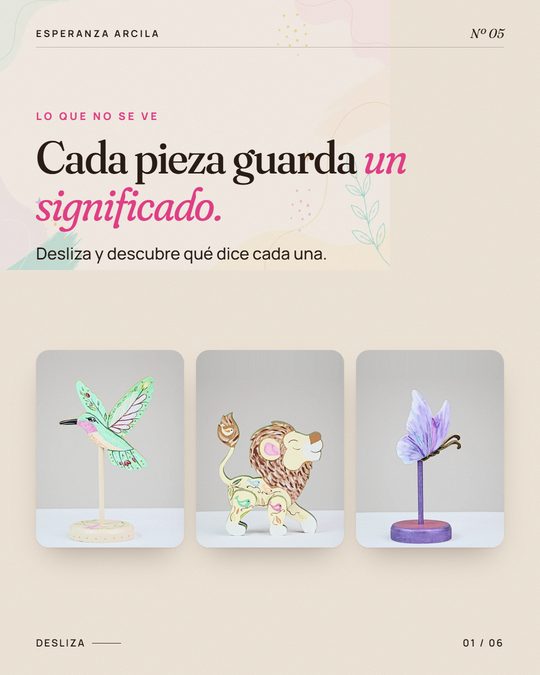 ESPERANZA ARCILA
Nº 05
LO QUE NO SE VE
Cada pieza guarda un
significado.
Desliza y descubre qué dice cada una.
DESLIZA
01 / 06